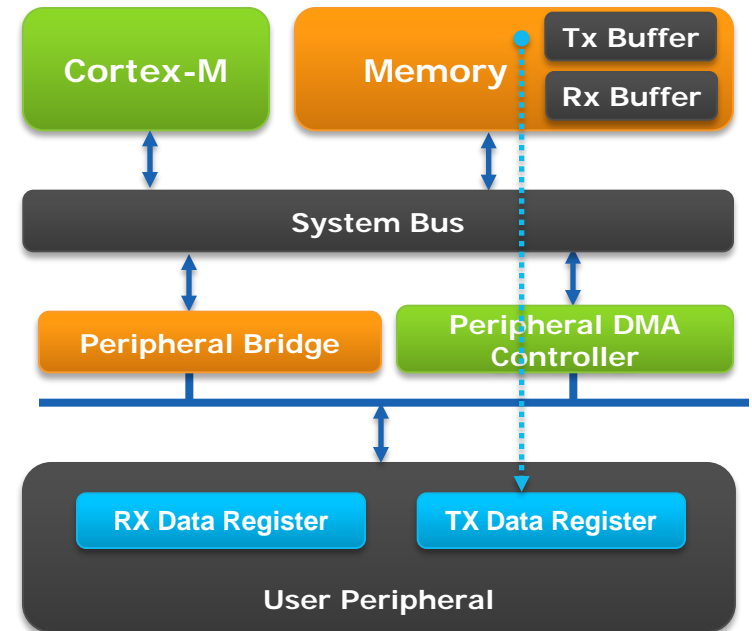 Cortex-M
Memory
Tx Buffer
Rx Buffer
System Bus
Peripheral Bridge
Peripheral DMA
Controller
RX Data Register
TX Data Register
User Peripheral